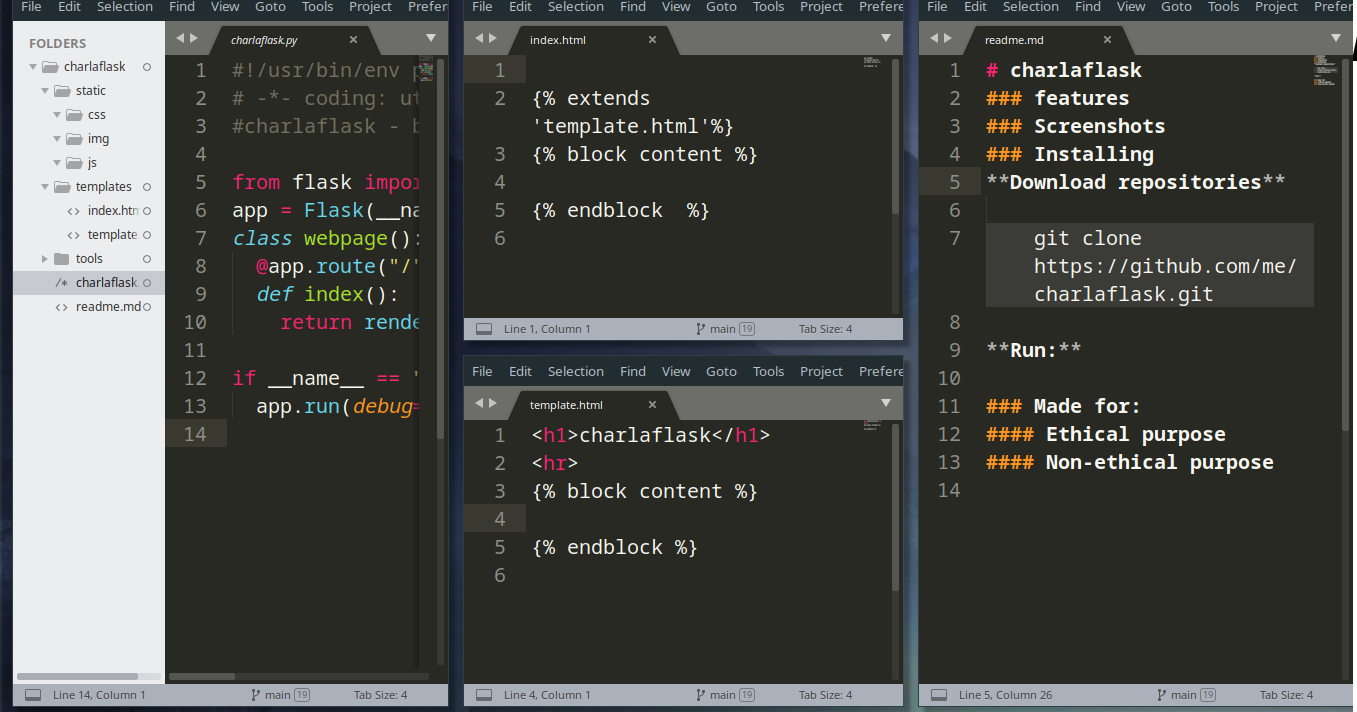 File Edit Selection Find View Goto Tools Project Prefer
FOLDERS
charlaflask
static
css
img
js
templates
index.htm
template
tools
charlaflask
readme.md
charlaflask.py ×
1 #!/usr/bin/env p
2 # -*- coding: ut
3 #charlaflask - b
4
5 from flask impor
6 app = Flask(__na
7 class webpage():
8 @app.route("/"
9 def index():
10 return rende
11
12 if __name__ == '
13 app.run(debug=
14
Line 14, Column 1 main 19 Tab Size: 4
File Edit Selection Find View Goto Tools Project Prefere
index.html ×
1
2 {% extends
'template.html'%}
3 {% block content %}
4
5 {% endblock  %}
6
Line 1, Column 1 main 19 Tab Size: 4
File Edit Selection Find View Goto Tools Project Prefere
template.html ×
1 <h1>charlaflask</h1>
2 <hr>
3 {% block content %}
4
5 {% endblock %}
6
Line 4, Column 1 main 19 Tab Size: 4
File Edit Selection Find View Goto Tools Project Prefer
readme.md ×
1 # charlaflask
2 ### features
3 ### Screenshots
4 ### Installing
5 **Download repositories**
6
7 git clone
https://github.com/me/
charlaflask.git
8
9 **Run:**
10
11 ### Made for:
12 #### Ethical purpose
13 #### Non-ethical purpose
14
Line 5, Column 26 main 19 Tab Size: 4